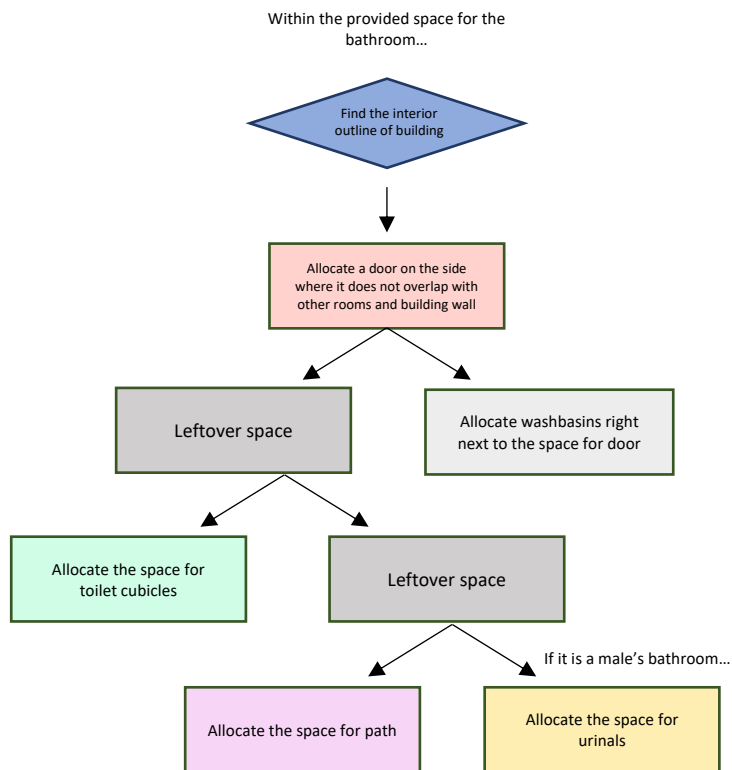 Within the provided space for the
bathroom…
Find the interior
outline of building
Allocate a door on the side
where it does not overlap with
other rooms and building wall
Leftover space
Allocate washbasins right
next to the space for door
Allocate the space for
toilet cubicles
Leftover space
If it is a male’s bathroom…
Allocate the space for path
Allocate the space for
urinals